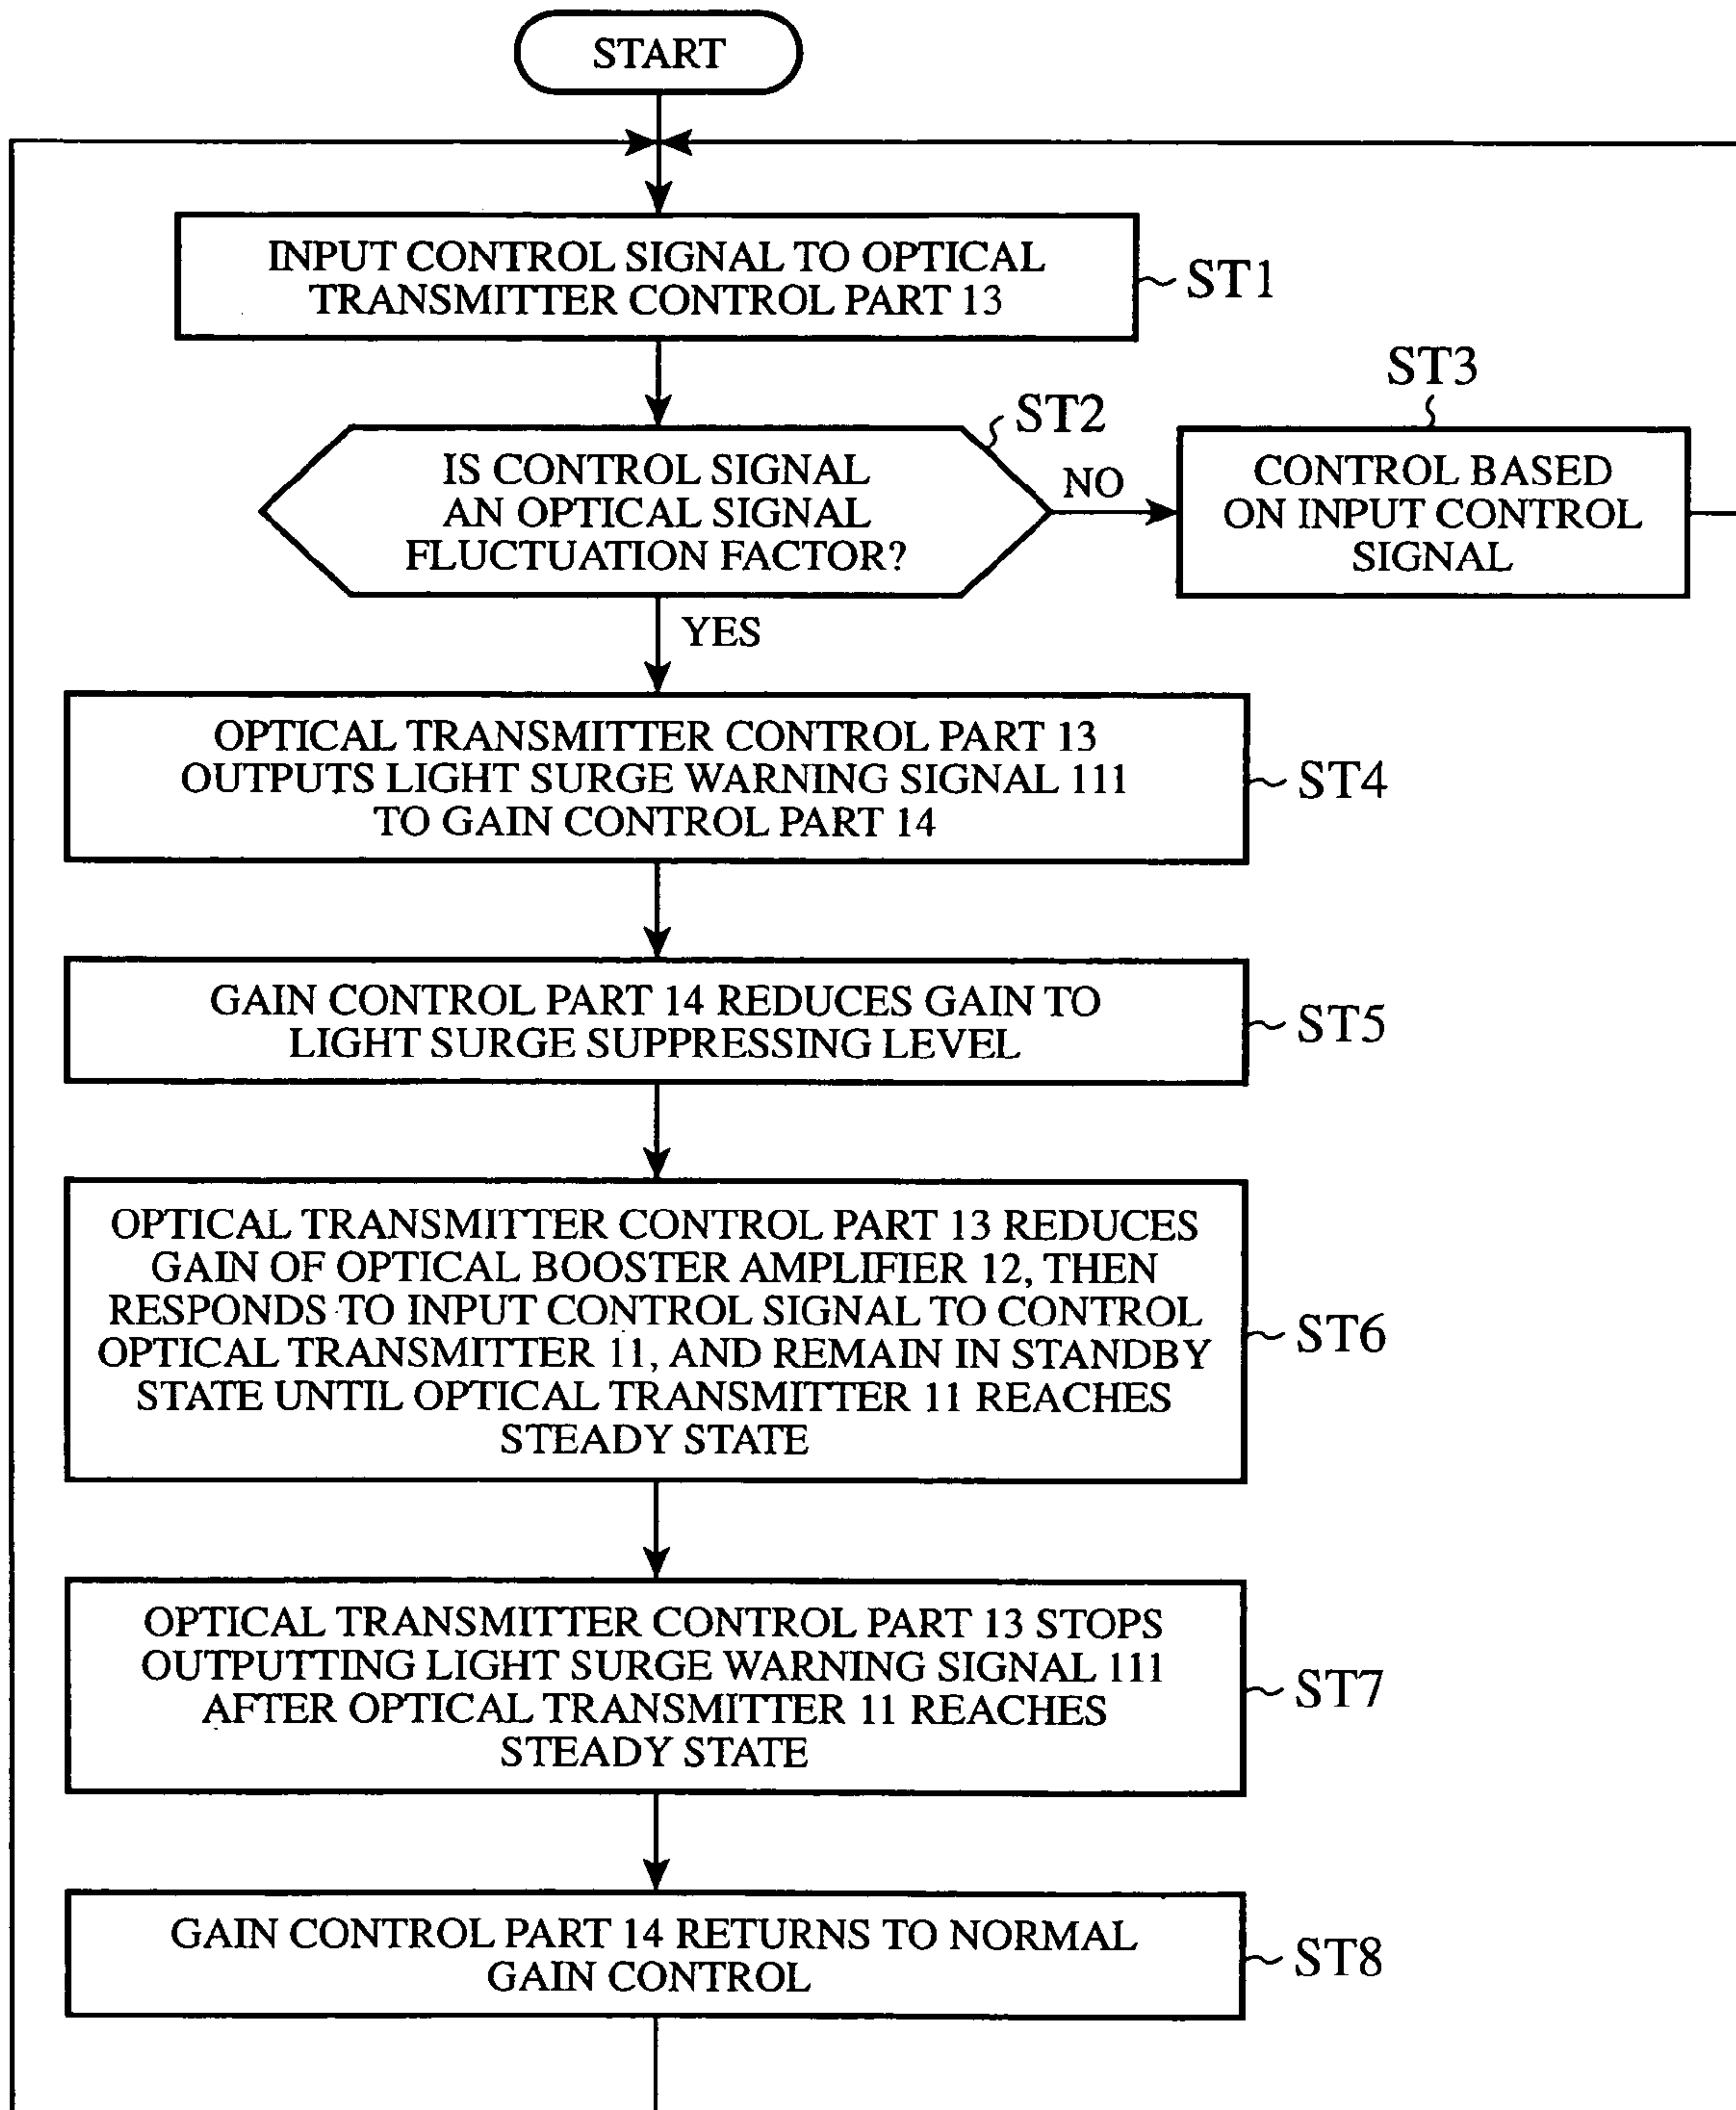 START
INPUT CONTROL SIGNAL TO OPTICAL
TRANSMITTER CONTROL PART 13
ST1
ST2
IS CONTROL SIGNAL
AN OPTICAL SIGNAL
FLUCTUATION FACTOR?
NO
ST3
CONTROL BASED
ON INPUT CONTROL
SIGNAL
YES
OPTICAL TRANSMITTER CONTROL PART 13
OUTPUTS LIGHT SURGE WARNING SIGNAL 111
TO GAIN CONTROL PART 14
ST4
GAIN CONTROL PART 14 REDUCES GAIN TO
LIGHT SURGE SUPPRESSING LEVEL
ST5
OPTICAL TRANSMITTER CONTROL PART 13 REDUCES
GAIN OF OPTICAL BOOSTER AMPLIFIER 12, THEN
RESPONDS TO INPUT CONTROL SIGNAL TO CONTROL
OPTICAL TRANSMITTER 11, AND REMAIN IN STANDBY
STATE UNTIL OPTICAL TRANSMITTER 11 REACHES
STEADY STATE
ST6
OPTICAL TRANSMITTER CONTROL PART 13 STOPS
OUTPUTTING LIGHT SURGE WARNING SIGNAL 111
AFTER OPTICAL TRANSMITTER 11 REACHES
STEADY STATE
ST7
GAIN CONTROL PART 14 RETURNS TO NORMAL
GAIN CONTROL
ST8